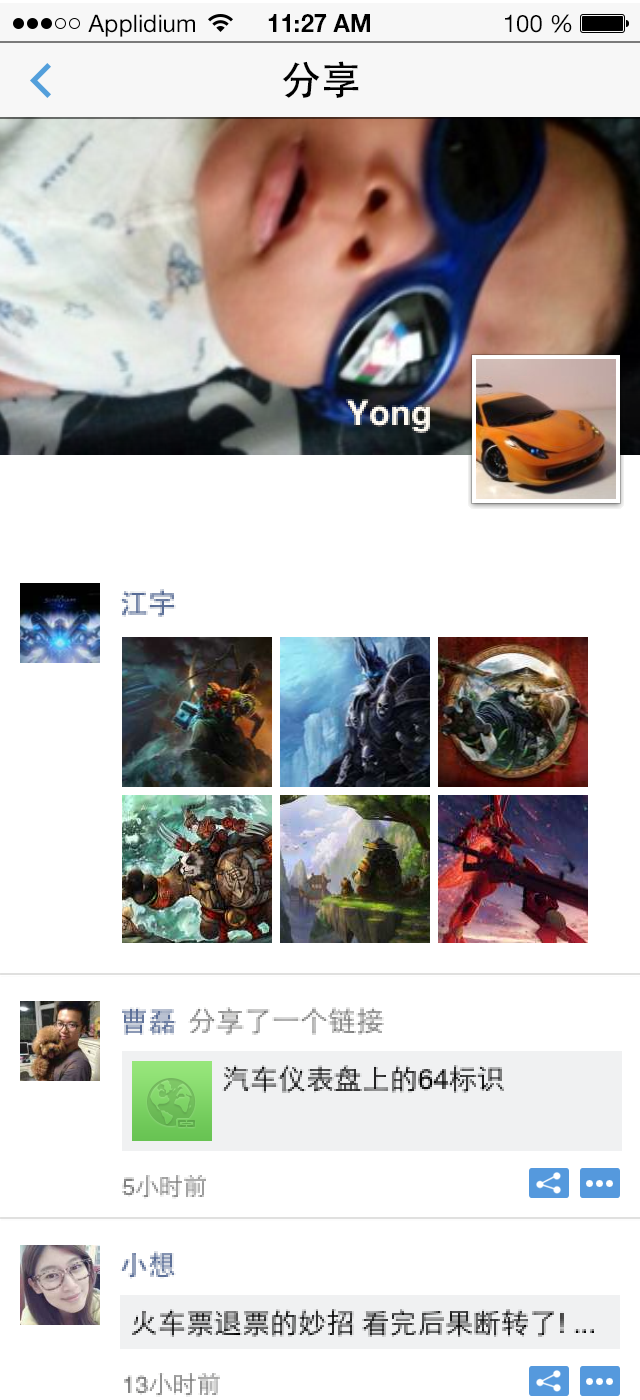 Applidium 11:27 AM 100 %
分享
Yong
江宇
曹磊 分享了一个链接
汽车仪表盘上的64标识
5小时前
小想
火车票退票的妙招 看完后果断转了! ...
13小时前